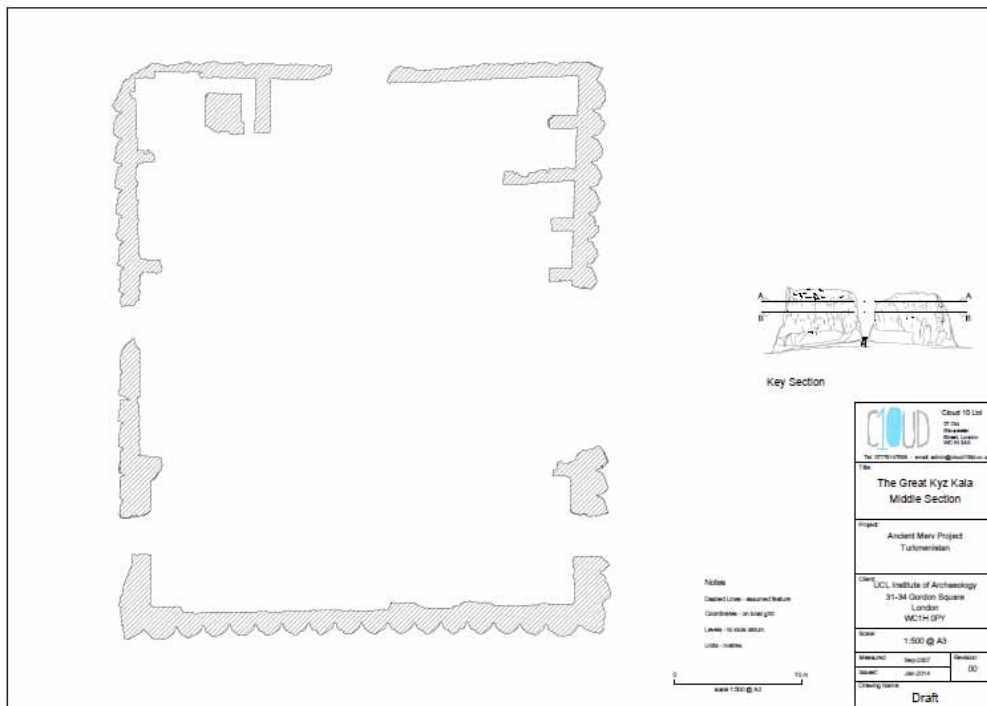 A A
B B
Key Section
Notes
Dashed Lines - assumed feature
Coordinates - on local grid
Levels - to local datum
Units - metres
0 10 m
scale 1:500 @ A3
C10UD
Cloud 10 Ltd
Street, London
Title:
The Great Kyz Kala
Middle Section
Project:
Ancient Merv Project
Turkmenistan
Client:
UCL Institute of Archaeology
31-34 Gordon Square
London
WC1H 0PY
Scale:
1:500 @ A3
Measured: Sep-2007
Revision:
00
Issued: Jan-2014
Drawing Name:
Draft